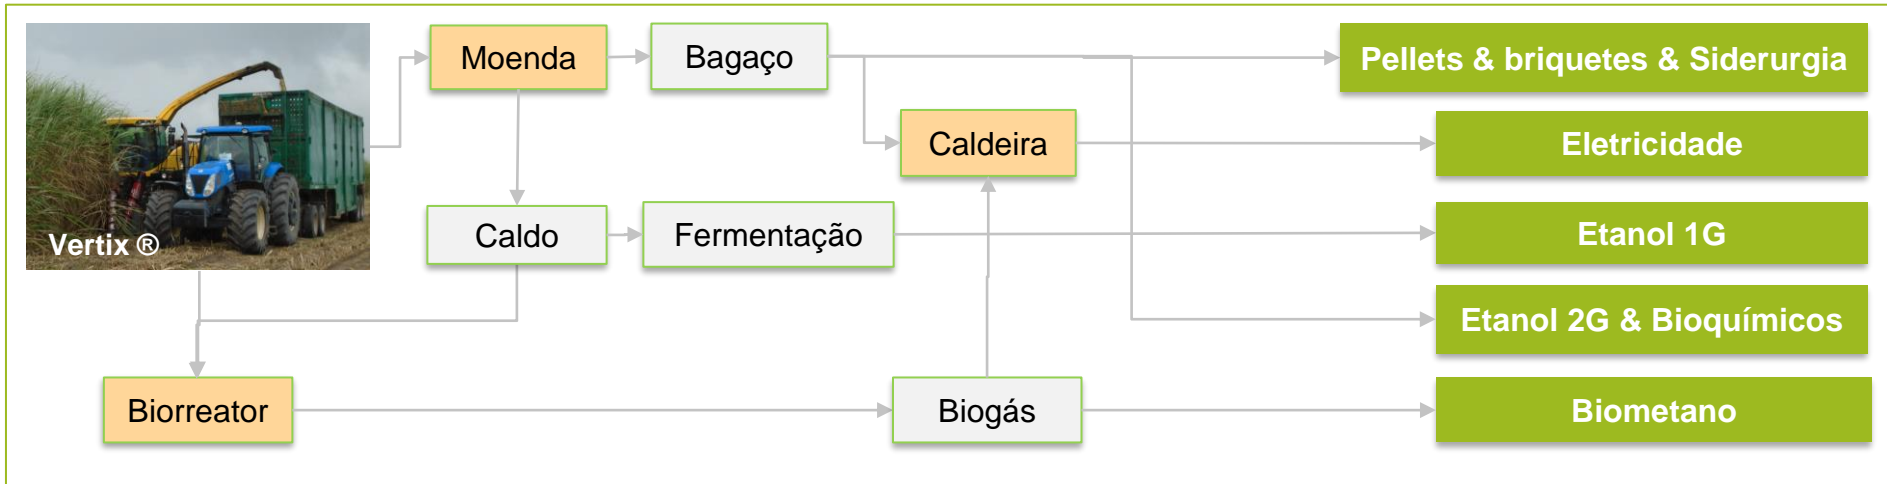 Moenda
Bagaço
Pellets & briquetes & Siderurgia
Caldeira
Eletricidade
Vertix ®
Caldo
Fermentação
Etanol 1G
Etanol 2G & Bioquímicos
Biorreator
Biogás
Biometano